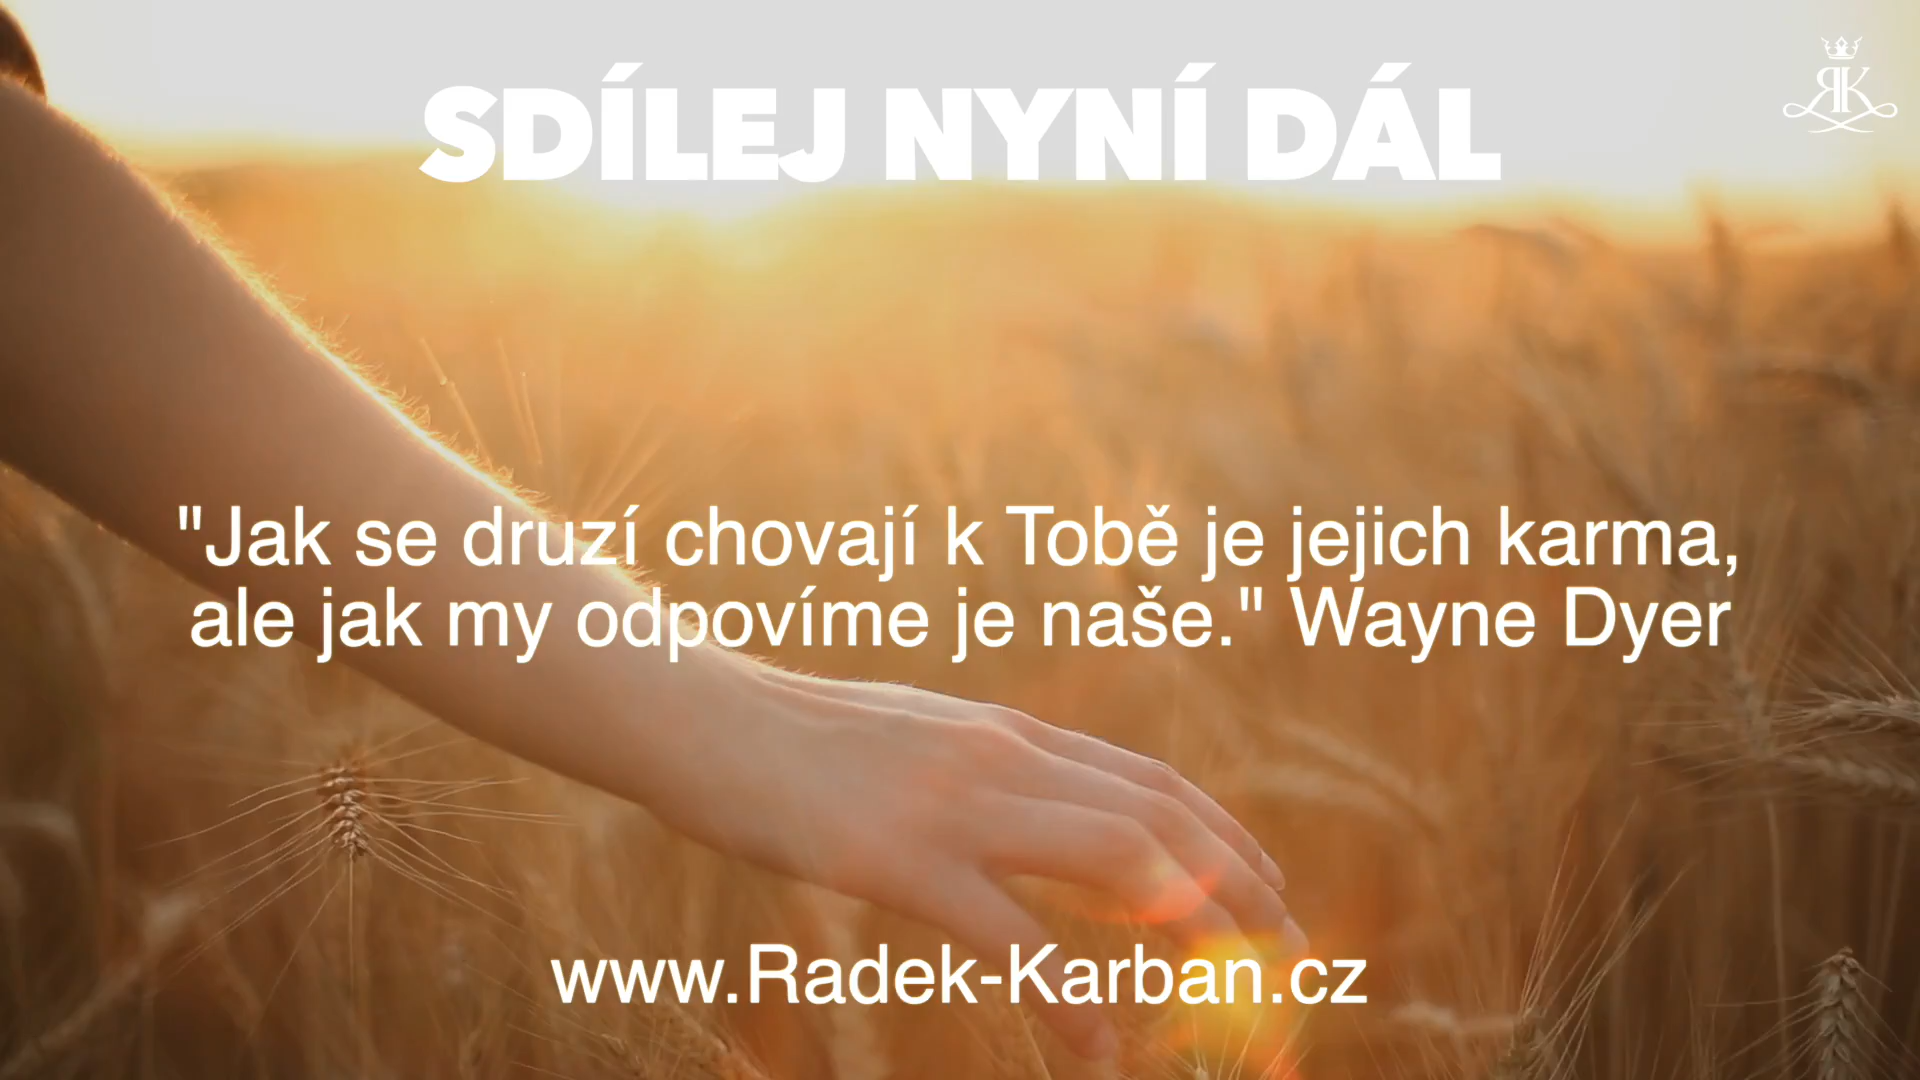 SDÍLEJ NYNÍ DÁL
RK
"Jak se druzí chovají k Tobě je jejich karma,
ale jak my odpovíme je naše." Wayne Dyer
www.Radek-Karban.cz